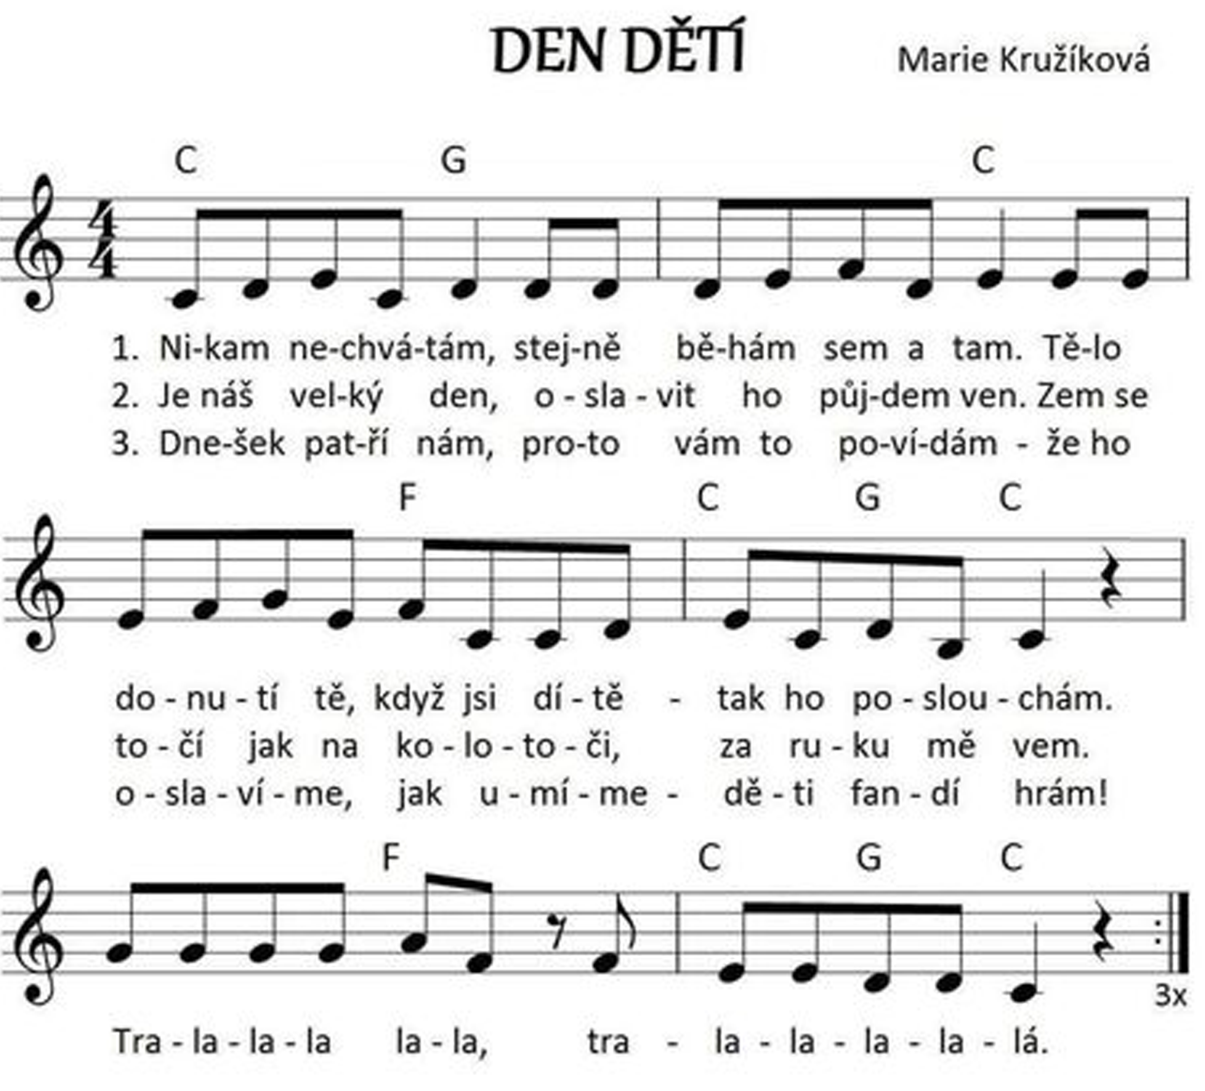 DEN DĚTÍ
Marie Kružíková
C G C
4
4
1. Ni-kam ne-chvá-tám, stej-ně bě-hám sem a tam. Tě-lo
2. Je náš vel-ký den, o - sla - vit ho půj-dem ven. Zem se
3. Dne-šek pat-ří nám, pro-to vám to po-ví-dám - že ho
F C G C
do - nu - tí tě, když jsi dí - tě - tak ho po - slou - chám.
to - čí jak na ko - lo - to - či, za ru - ku mě vem.
o - sla - ví - me, jak u - mí - me - dě - ti fan - dí hrám!
F C G C
3x
Tra - la - la - la la - la, tra - la - la - la - la - lá.